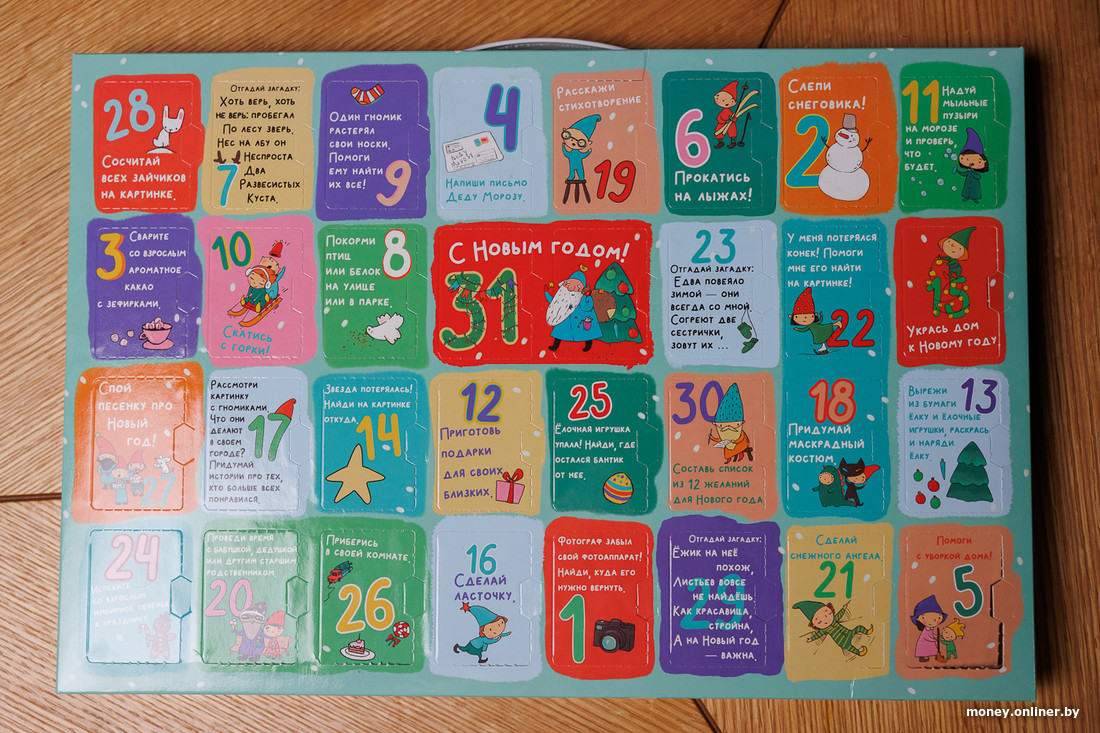 28
Сосчитай
всех зайчиков
на картинке.
Отгадай загадку:
Хоть верь, хоть
не верь: пробегал
По лесу зверь.
Нес на лбу он
Неспроста
7
Два
Развесистых
Куста.
Один гномик
растерял
свои носки.
Помоги
ему найти
их все!
9
4
Напиши письмо
Деду Морозу.
Расскажи
стихотворение
19
6
Прокатись
на лыжах!
Слепи
снеговика!
2
11
Надуй
мыльные
пузыри
на морозе
и проверь,
что
будет.
3
Сварите
со взрослым
ароматное
какао
с зефирками.
10
Скатись
с горки!
Покорми
птиц
или белок
на улице
или в парке.
8
С Новым годом!
31
23
Отгадай загадку:
Едва повеяло
зимой — они
всегда со мной.
Согреют две
сестрички,
зовут их ...
У меня потерялся
конек! Помоги
мне его найти
на картинке!
22
15
Укрась дом
к Новому году
Спой
песенку про
Новый
год!
27
Рассмотри
картинку
с гномиками.
Что они
делают
в своем
городе?
Придумай
истории про тех,
кто больше всех
понравился.
17
Звезда потерялась!
Найди на картинке
откуда.
14
12
Приготовь
подарки
для своих
близких.
25
Ёлочная игрушка
упала! Найди, где
остался бантик
от нее.
30
Составь список
из 12 желаний
для Нового года
18
Придумай
маскарадный
костюм
Вырежи
из бумаги
ёлку и ёлочные
игрушки, раскрась
и наряди
ёлку.
13
24
Испеките
со взрослым
имбирное печенье
к празднику
Проведи время
с бабушкой, дедушкой
или другим старшим
родственником
20
Приберись
в своей комнате.
26
16
Сделай
ласточку.
Фотограф забыл
свой фотоаппарат!
Найди, куда его
нужно вернуть.
1
Отгадай загадку:
Ёжик на неё
похож,
Листьев вовсе
не найдёшь.
Как красавица,
стройна,
А на Новый год
— важна.
29
Сделай
снежного ангела
21
Помоги
с уборкой дома!
5
money.onliner.by